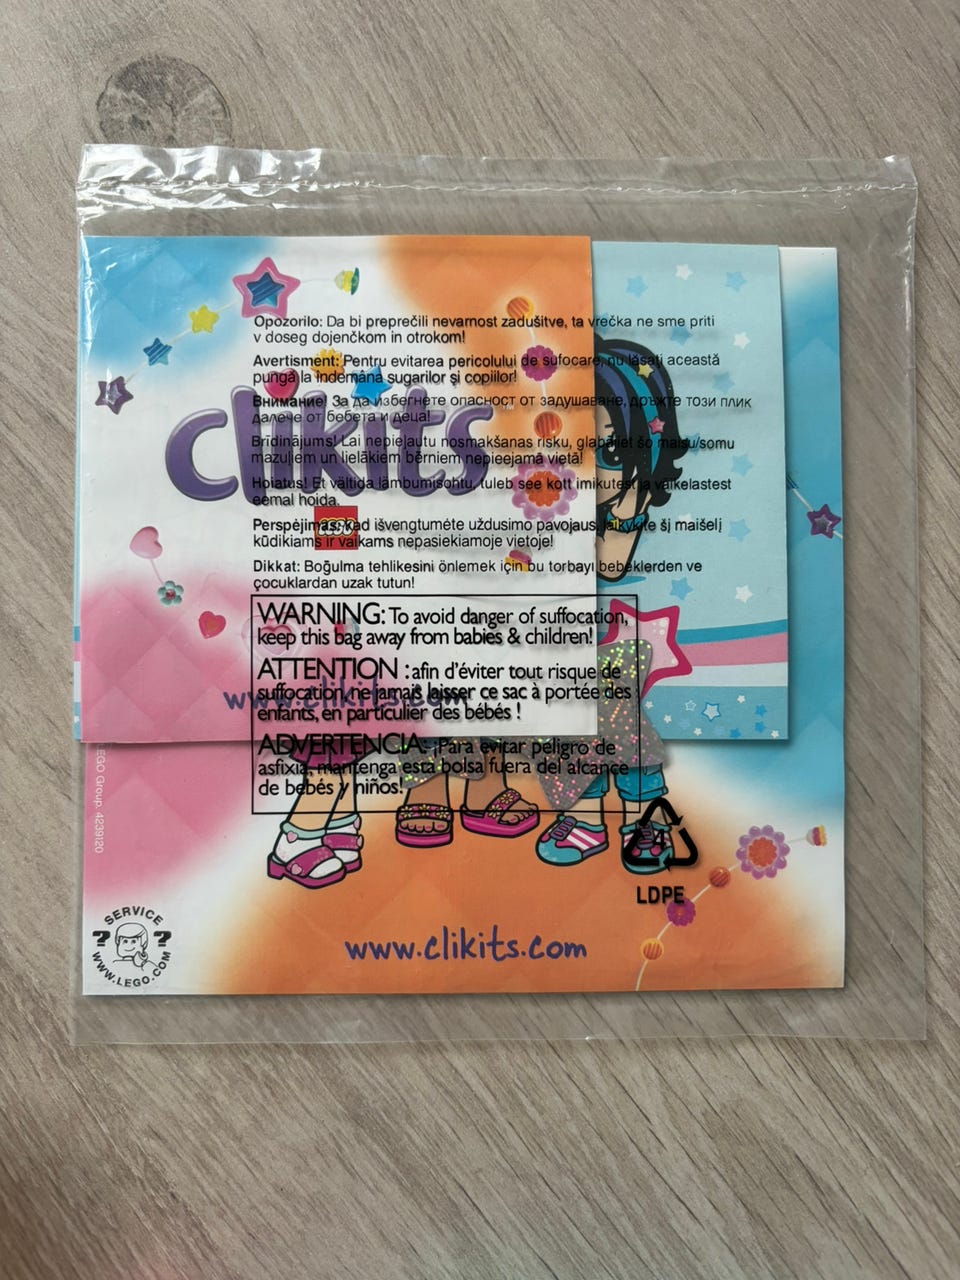 Opozorilo: Da bi preprečili nevarnost zadušitve, ta vrečka ne sme priti
v doseg dojenčkom in otrokom!
Avertisment: Pentru evitarea pericolului de sufocare, nu lăsați această
pungă la îndemâna sugarilor și copiilor!
Внимание! За да избегнете опасност от задушаване, дръжте този плик
далече от бебета и деца!
clikits™
Brīdinājums! Lai nepieļautu nosmakšanas risku, glabājiet šo maisu/somu
mazuļiem un lielākiem bērniem nepieejamā vietā!
Hoiatus! Et vältida lämbumisohtu, tuleb see kott imikutest ja väikelastest
eemal hoida.
LEGO
Perspėjimas: kad išvengtumėte uždusimo pavojaus, laikykite šį maišelį
kūdikiams ir vaikams nepasiekiamoje vietoje!
Dikkat: Boğulma tehlikesini önlemek için bu torbayı bebeklerden ve
çocuklardan uzak tutun!
WARNING: To avoid danger of suffocation,
keep this bag away from babies & children!
ATTENTION : afin d'éviter tout risque de
suffocation, ne jamais laisser ce sac à portée des
enfants, en particulier des bébés !
www.clikits.com
ADVERTENCIA: ¡Para evitar peligro de
asfixia, mantenga esta bolsa fuera del alcance
de bebés y niños!
LEGO Group. 4239120
4
LDPE
SERVICE
? ?
WWW.LEGO.COM
www.clikits.com